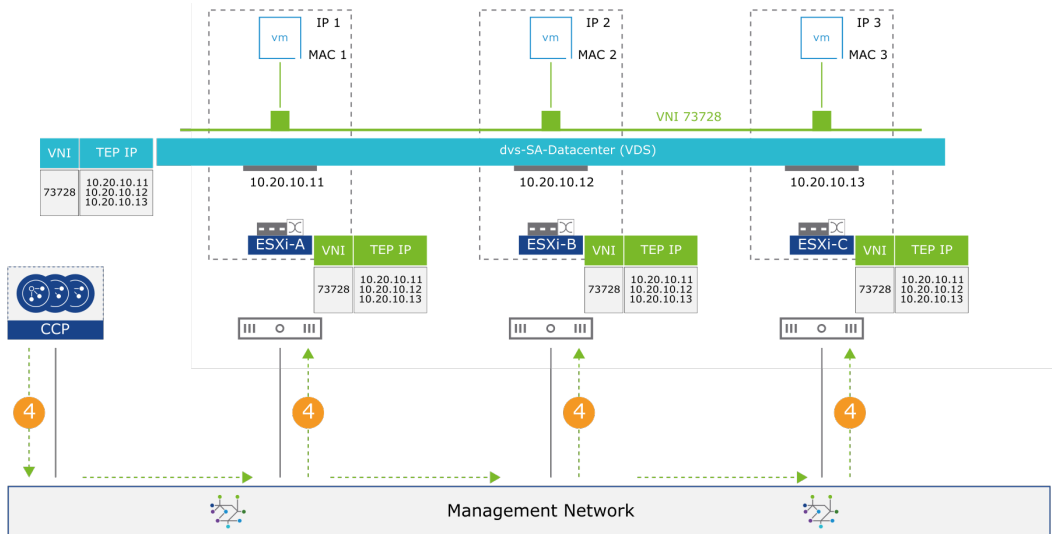 IP 1
vm
MAC 1
IP 2
vm
MAC 2
IP 3
vm
MAC 3
VNI 73728
dvs-SA-Datacenter (VDS)
VNI TEP IP
73728
10.20.10.11
10.20.10.12
10.20.10.13
10.20.10.11
10.20.10.12
10.20.10.13
ESXi-A
VNI TEP IP
73728
10.20.10.11
10.20.10.12
10.20.10.13
ESXi-B
VNI TEP IP
73728
10.20.10.11
10.20.10.12
10.20.10.13
ESXi-C
VNI TEP IP
73728
10.20.10.11
10.20.10.12
10.20.10.13
CCP
4
4
4
4
Management Network